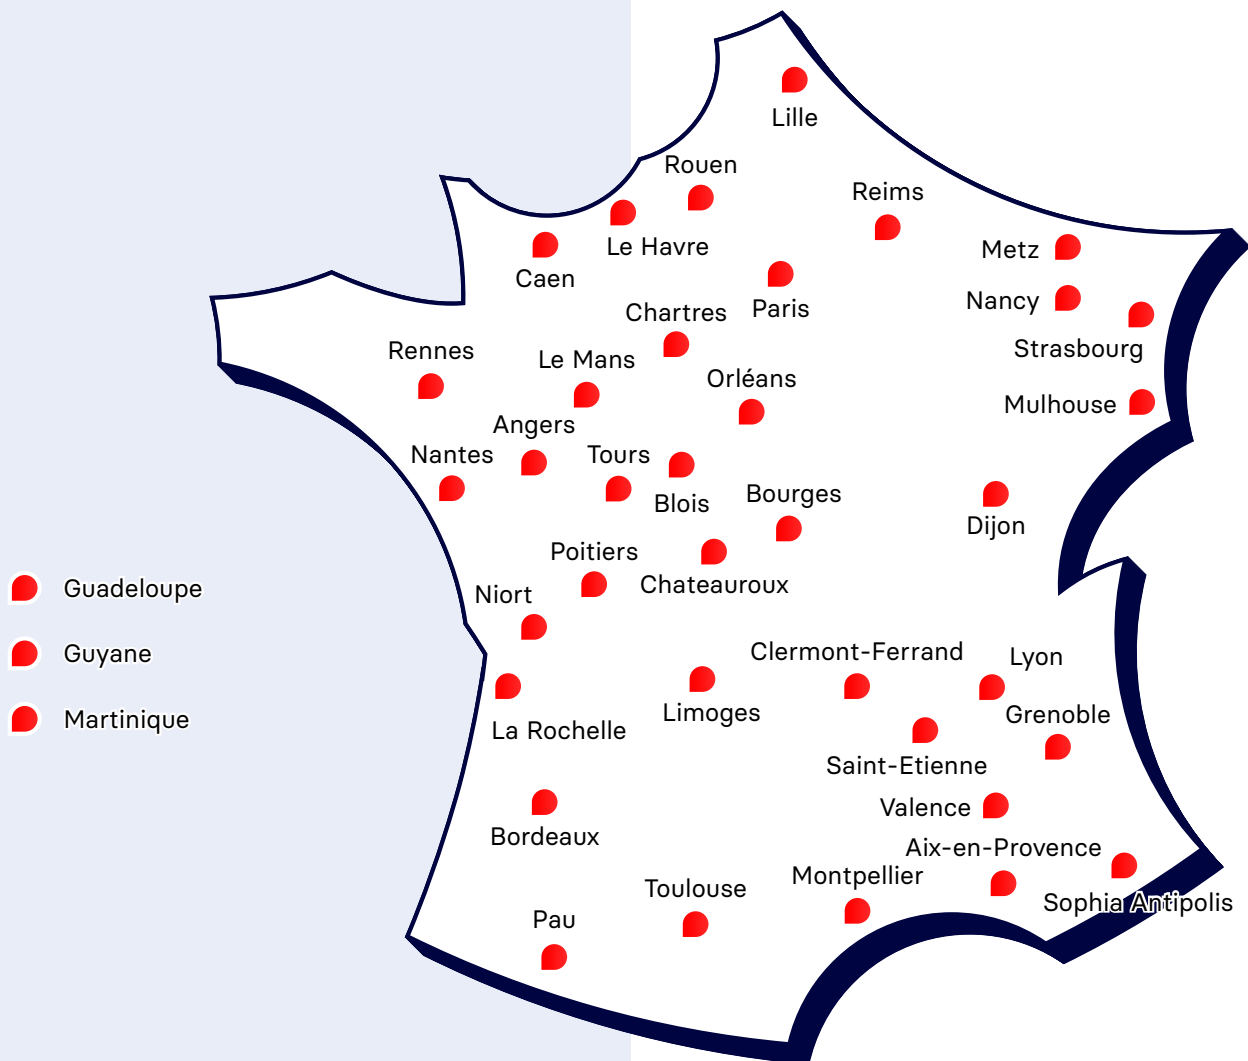 Lille
Rouen
Reims
Le Havre
Metz
Caen
Nancy
Paris
Chartres
Strasbourg
Rennes
Le Mans
Orléans
Mulhouse
Angers
Nantes
Tours
Bourges
Blois
Dijon
Poitiers
Chateauroux
Guadeloupe
Niort
Guyane
Clermont-Ferrand
Lyon
Limoges
Grenoble
Martinique
La Rochelle
Saint-Etienne
Valence
Bordeaux
Aix-en-Provence
Montpellier
Toulouse
Sophia Antipolis
Pau